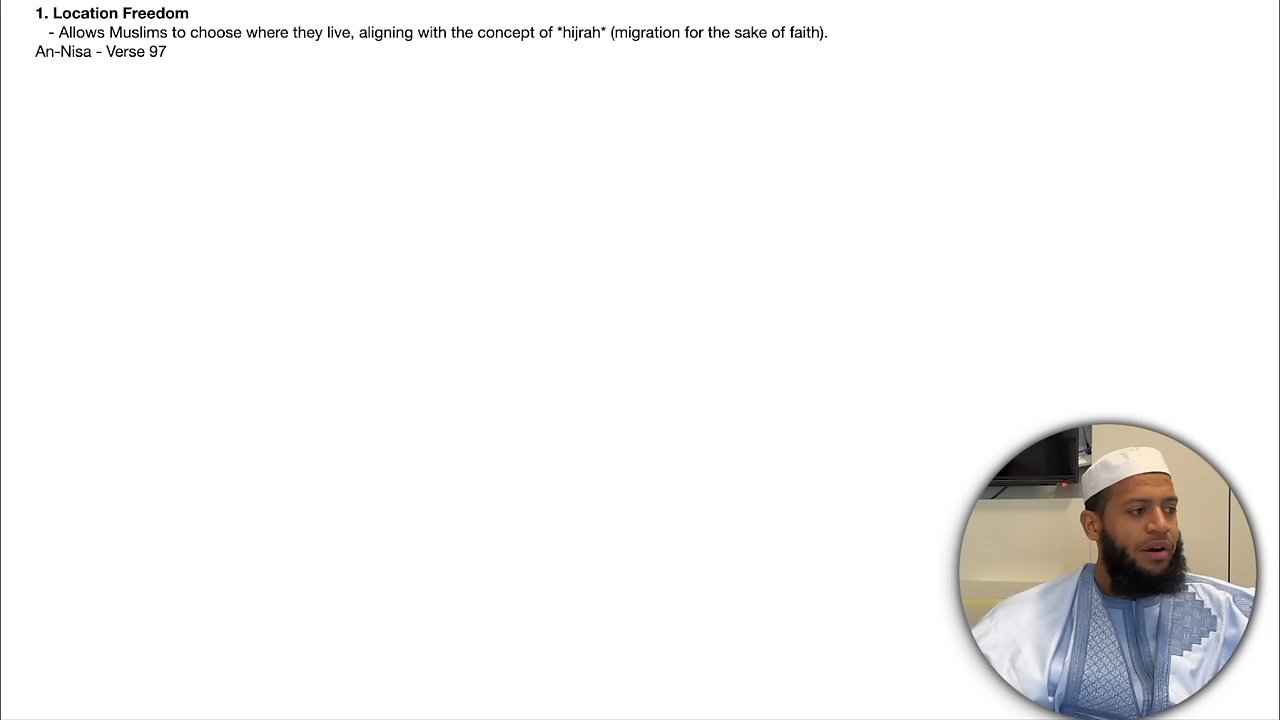 1. Location Freedom
- Allows Muslims to choose where they live, aligning with the concept of *hijrah* (migration for the sake of faith).
An-Nisa - Verse 97